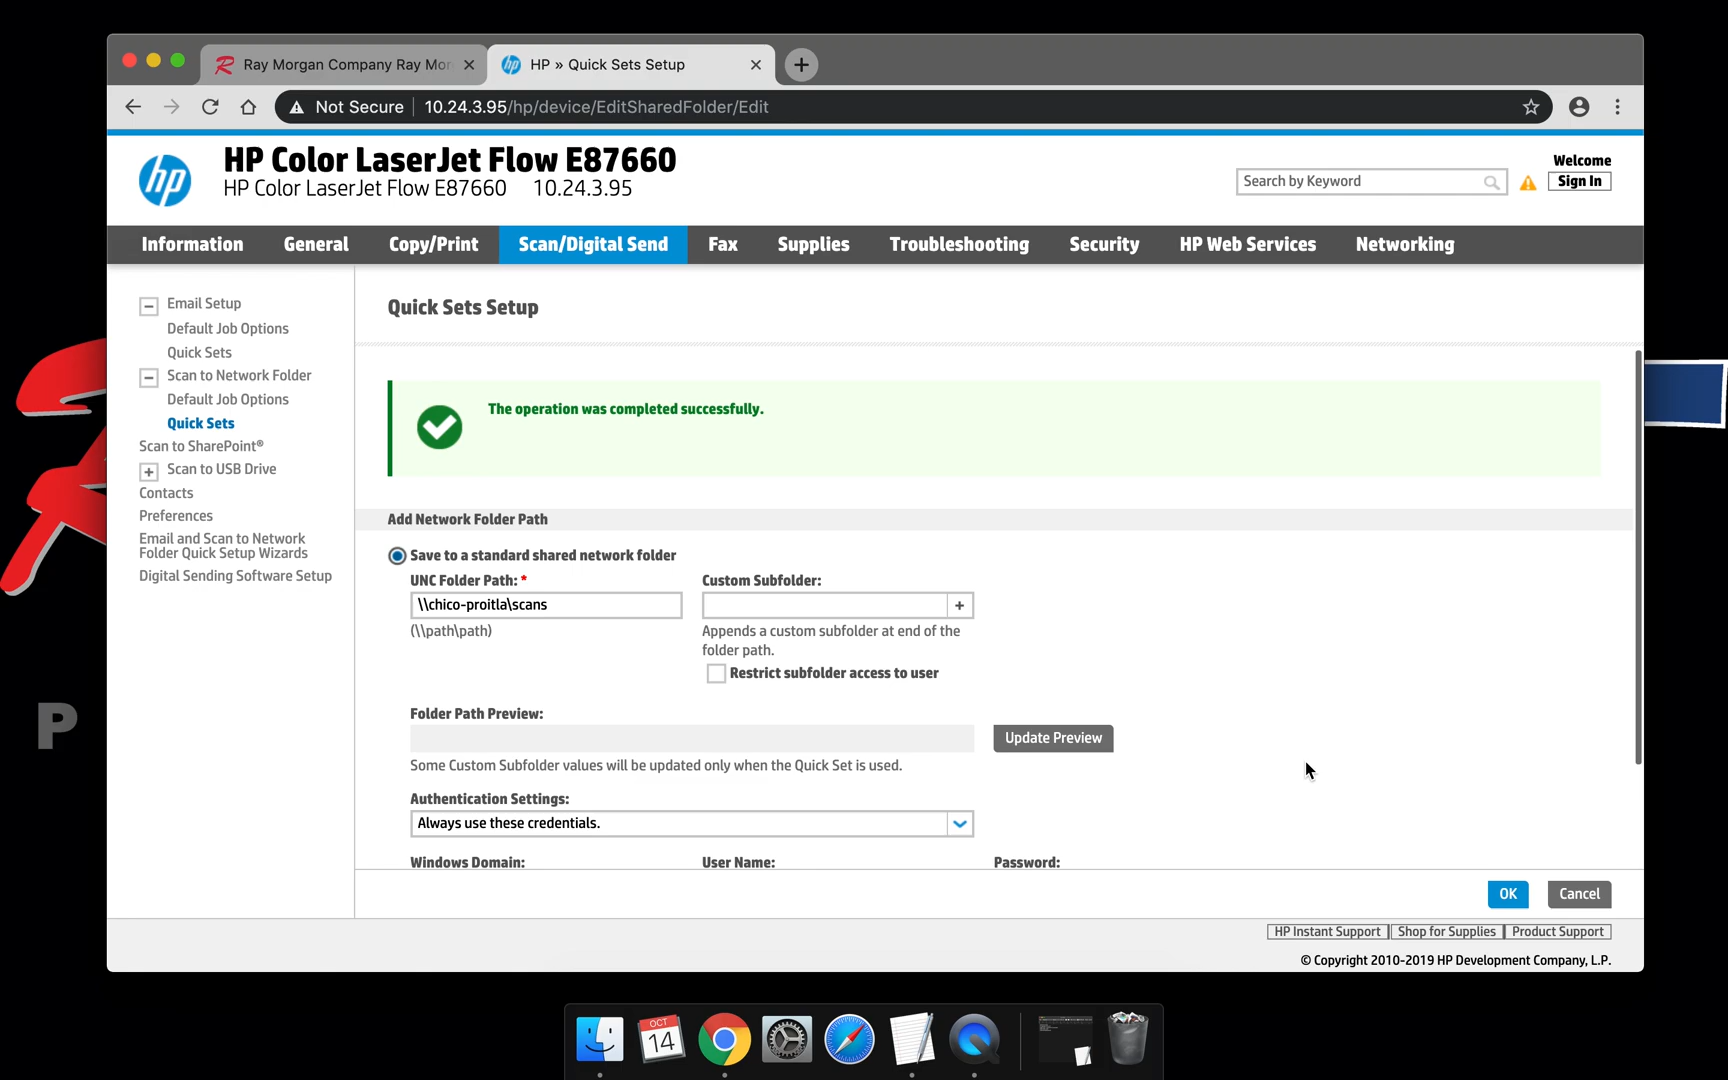 Ray Morgan Company Ray Mor
HP » Quick Sets Setup
Not Secure 10.24.3.95/hp/device/EditSharedFolder/Edit
hp
HP Color LaserJet Flow E87660
HP Color LaserJet Flow E87660 10.24.3.95
Search by Keyword
Welcome
Sign In
Information General Copy/Print Scan/Digital Send Fax Supplies Troubleshooting Security HP Web Services Networking
Email Setup
Default Job Options
Quick Sets
Scan to Network Folder
Default Job Options
Quick Sets
Scan to SharePoint®
Scan to USB Drive
Contacts
Preferences
Email and Scan to Network
Folder Quick Setup Wizards
Digital Sending Software Setup
Quick Sets Setup
The operation was completed successfully.
Add Network Folder Path
Save to a standard shared network folder
UNC Folder Path: * Custom Subfolder:
\\chico-proitla\scans
(\\path\path)
Appends a custom subfolder at end of the
folder path.
Restrict subfolder access to user
Folder Path Preview:
Update Preview
Some Custom Subfolder values will be updated only when the Quick Set is used.
Authentication Settings:
Always use these credentials.
Windows Domain: User Name: Password:
OK Cancel
HP Instant Support Shop for Supplies Product Support
© Copyright 2010-2019 HP Development Company, L.P.
P
OCT
14